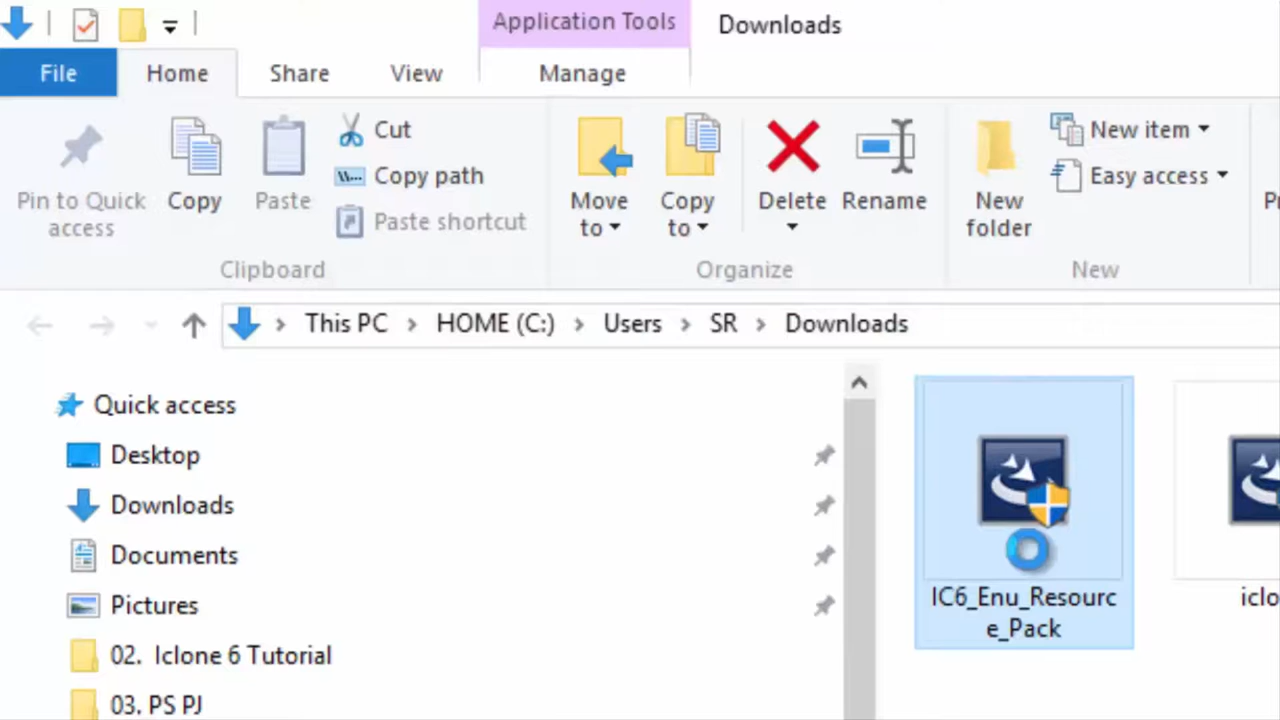 Application Tools
Downloads
File
Home
Share
View
Manage
Pin to Quick
access
Copy
Paste
Cut
Copy path
Paste shortcut
Clipboard
Move
to
Copy
to
Delete
Rename
Organize
New
folder
New item
Easy access
New
This PC > HOME (C:) > Users > SR > Downloads
Quick access
Desktop
Downloads
Documents
Pictures
02. Iclone 6 Tutorial
03. PS PJ
IC6_Enu_Resourc
e_Pack
iclo